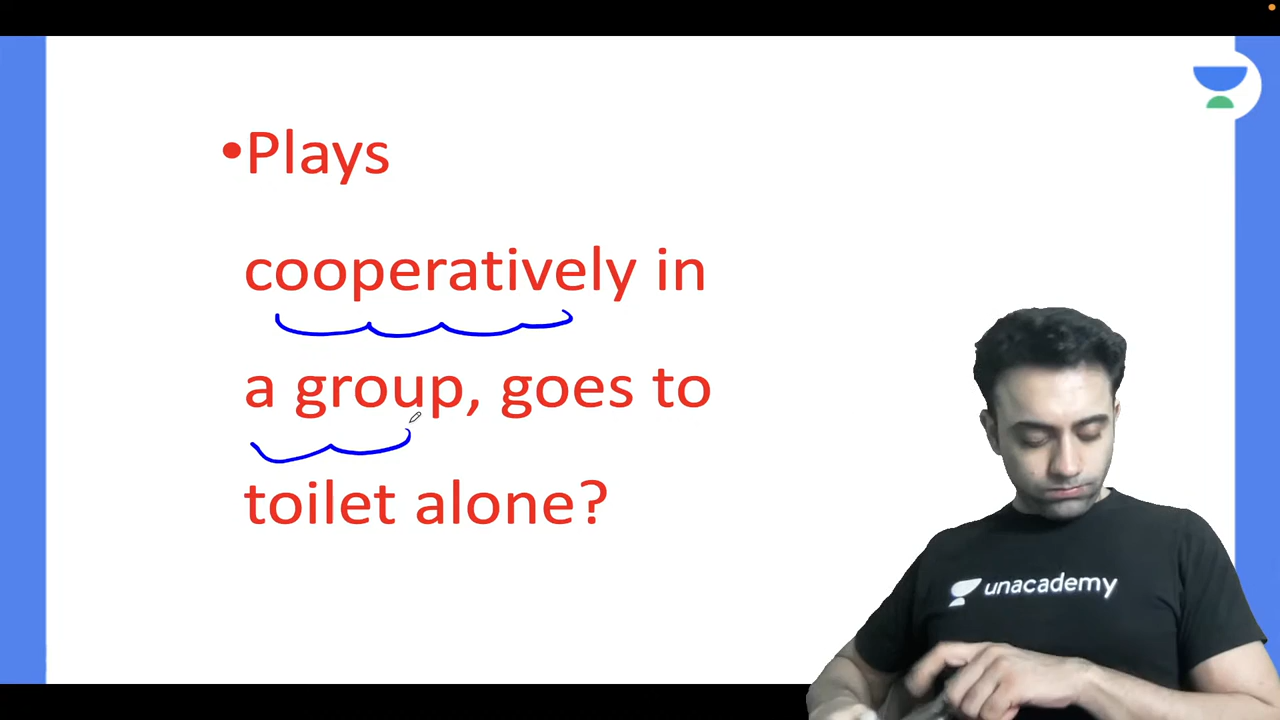 •Plays
cooperatively in
a group, goes to
toilet alone?
unacademy